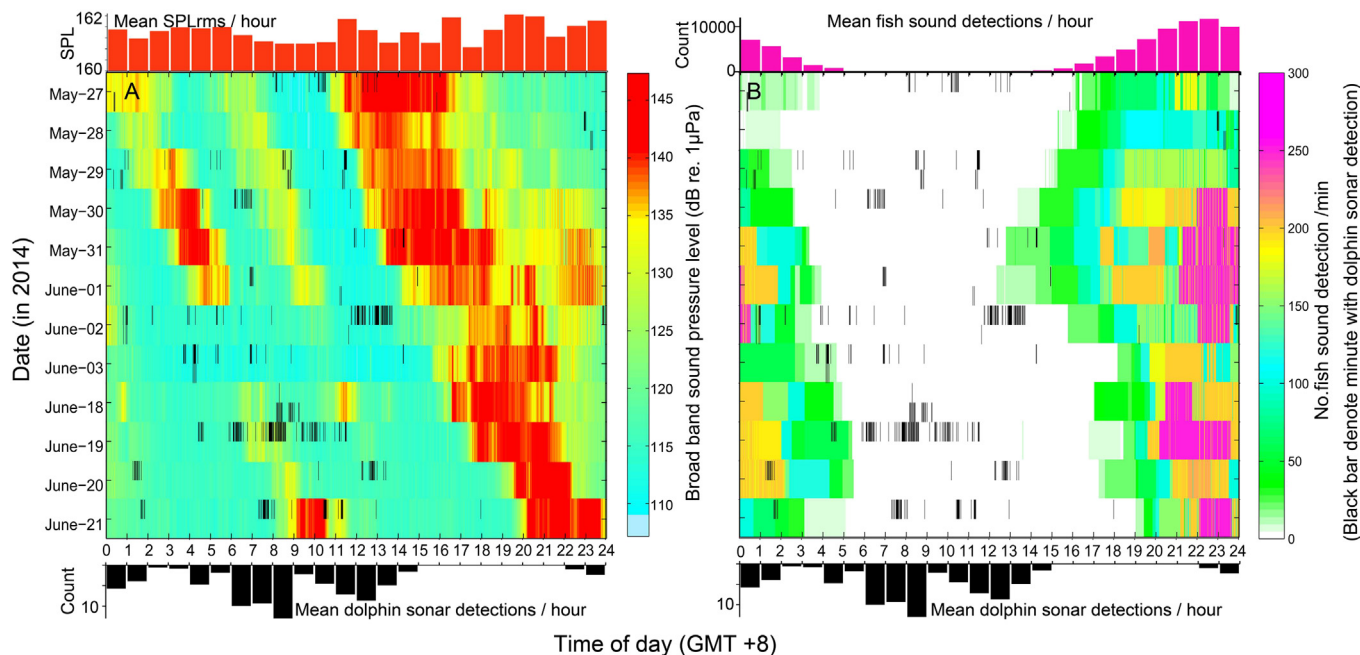 Mean SPLrms / hour
SPL
162
160
A
May−27
May−28
May−29
May−30
May−31
June−01
June−02
June−03
June−18
June−19
June−20
June−21
Date (in 2014)
0 1 2 3 4 5 6 7 8 9 10 11 12 13 14 15 16 17 18 19 20 21 22 23 24
145
140
135
130
125
120
115
110
Broad band sound pressure level (dB re. 1μPa)
Count
10
Mean dolphin sonar detections / hour
Mean fish sound detections / hour
Count
10000
0
B
0 1 2 3 4 5 6 7 8 9 10 11 12 13 14 15 16 17 18 19 20 21 22 23 24
300
250
200
150
100
50
0
No.fish sound detection /min
(Black bar denote minute with dolphin sonar detection)
Count
10
Mean dolphin sonar detections / hour
Time of day (GMT +8)